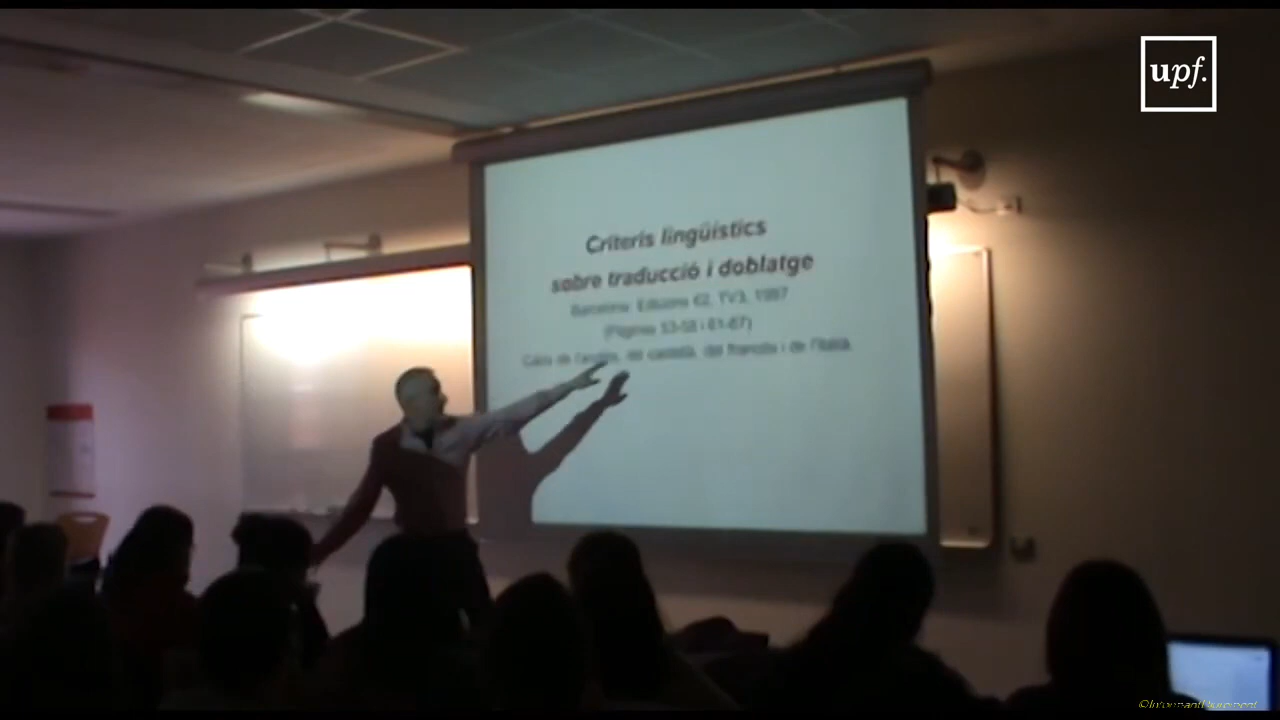 upf.
Criteris lingüístics
sobre traducció i doblatge
Barcelona: Edicions 62, TV3, 1997
(Pàgines 53-58 i 61-67)
de l'anglès, del castellà, del francès i de l'italià.